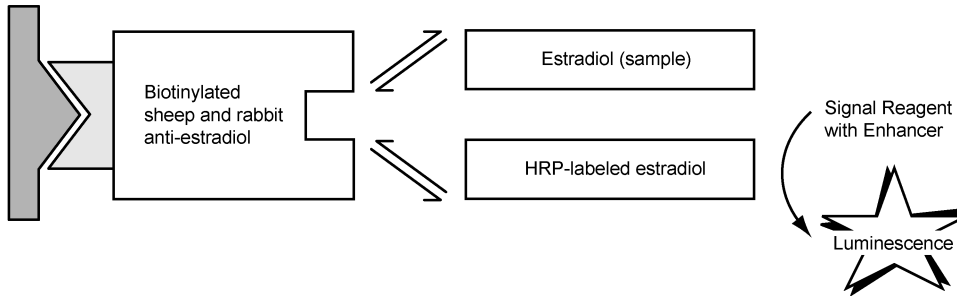 Biotinylated
sheep and rabbit
anti-estradiol
Estradiol (sample)
HRP-labeled estradiol
Signal Reagent
with Enhancer
Luminescence